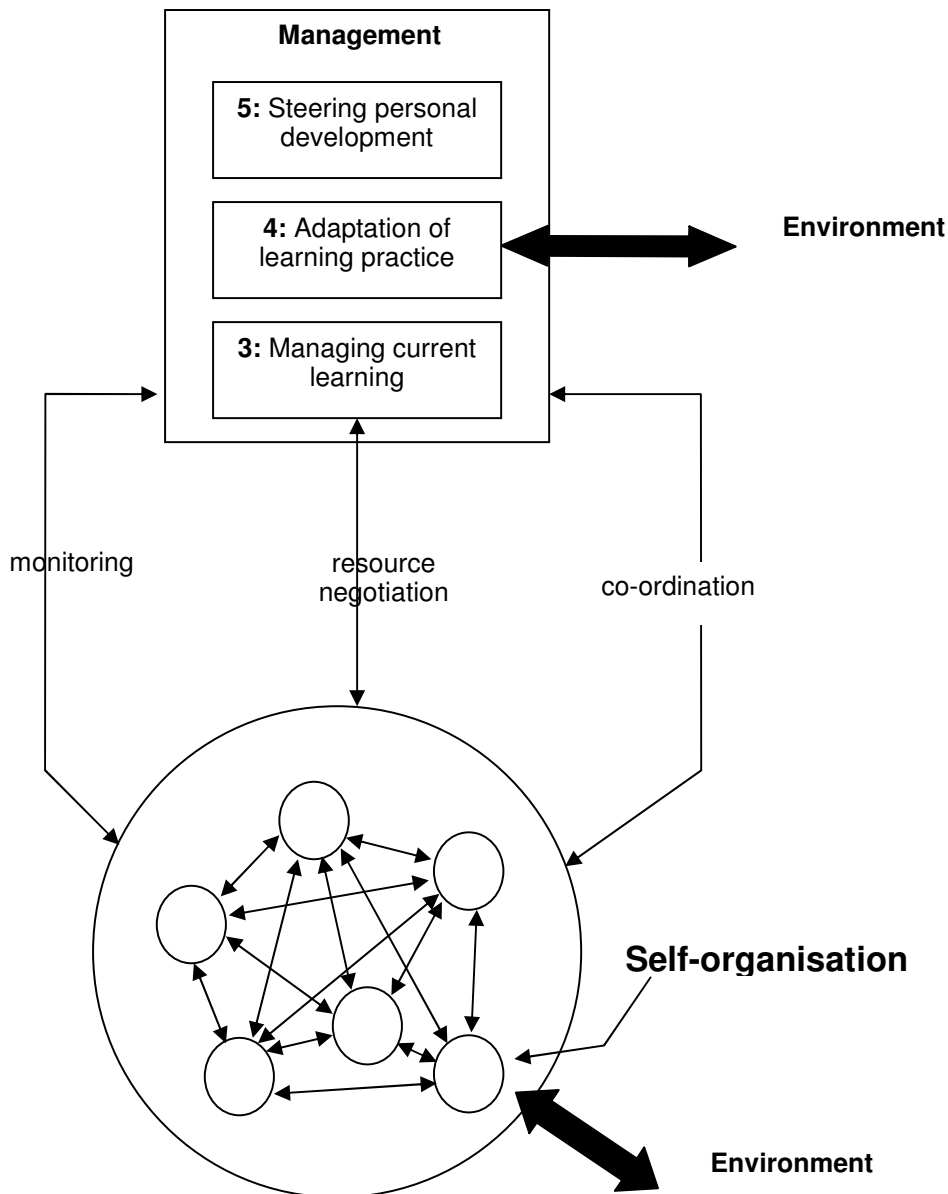 Management
5: Steering personal
development
4: Adaptation of
learning practice
Environment
3: Managing current
learning
monitoring
resource
negotiation
co-ordination
Self-organisation
Environment